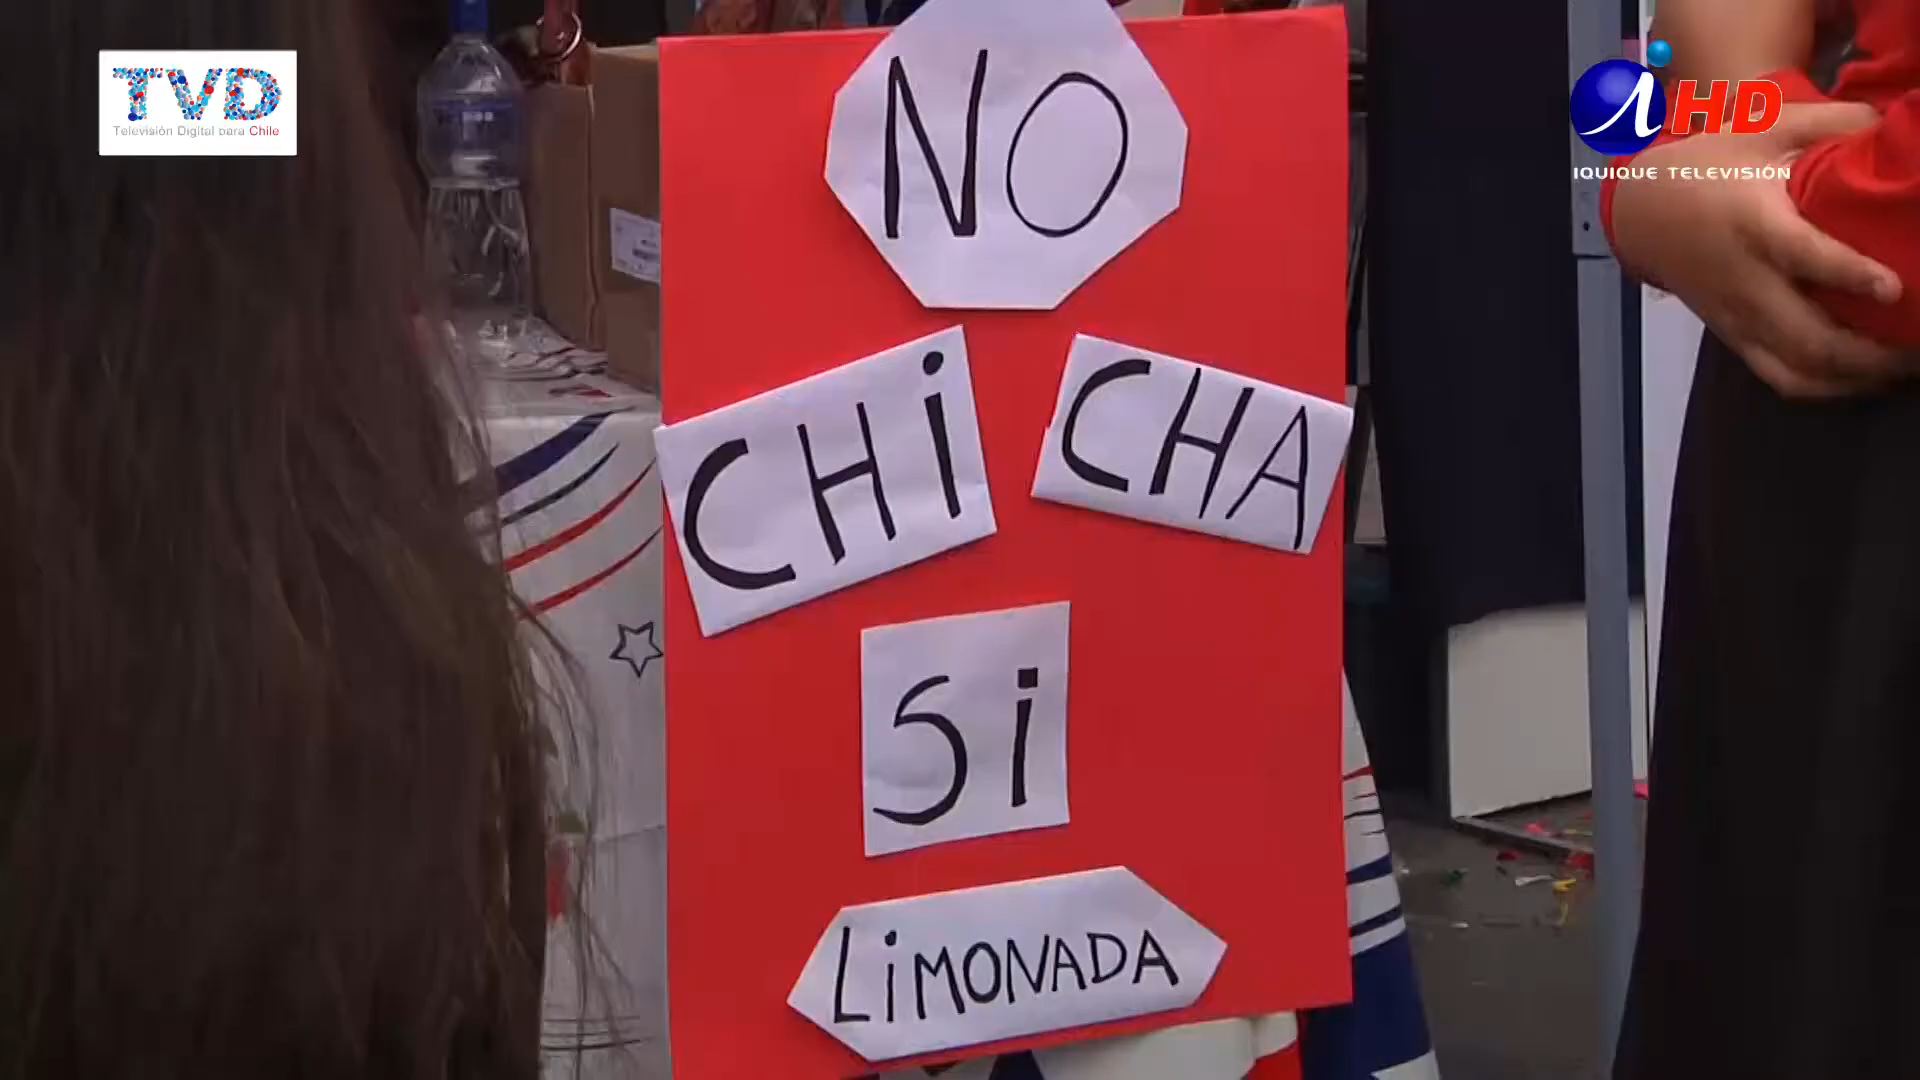 TVD
Televisión Digital para Chile
HD
IQUIQUE TELEVISIÓN
NO
CHi CHA
Si
LiMONADA